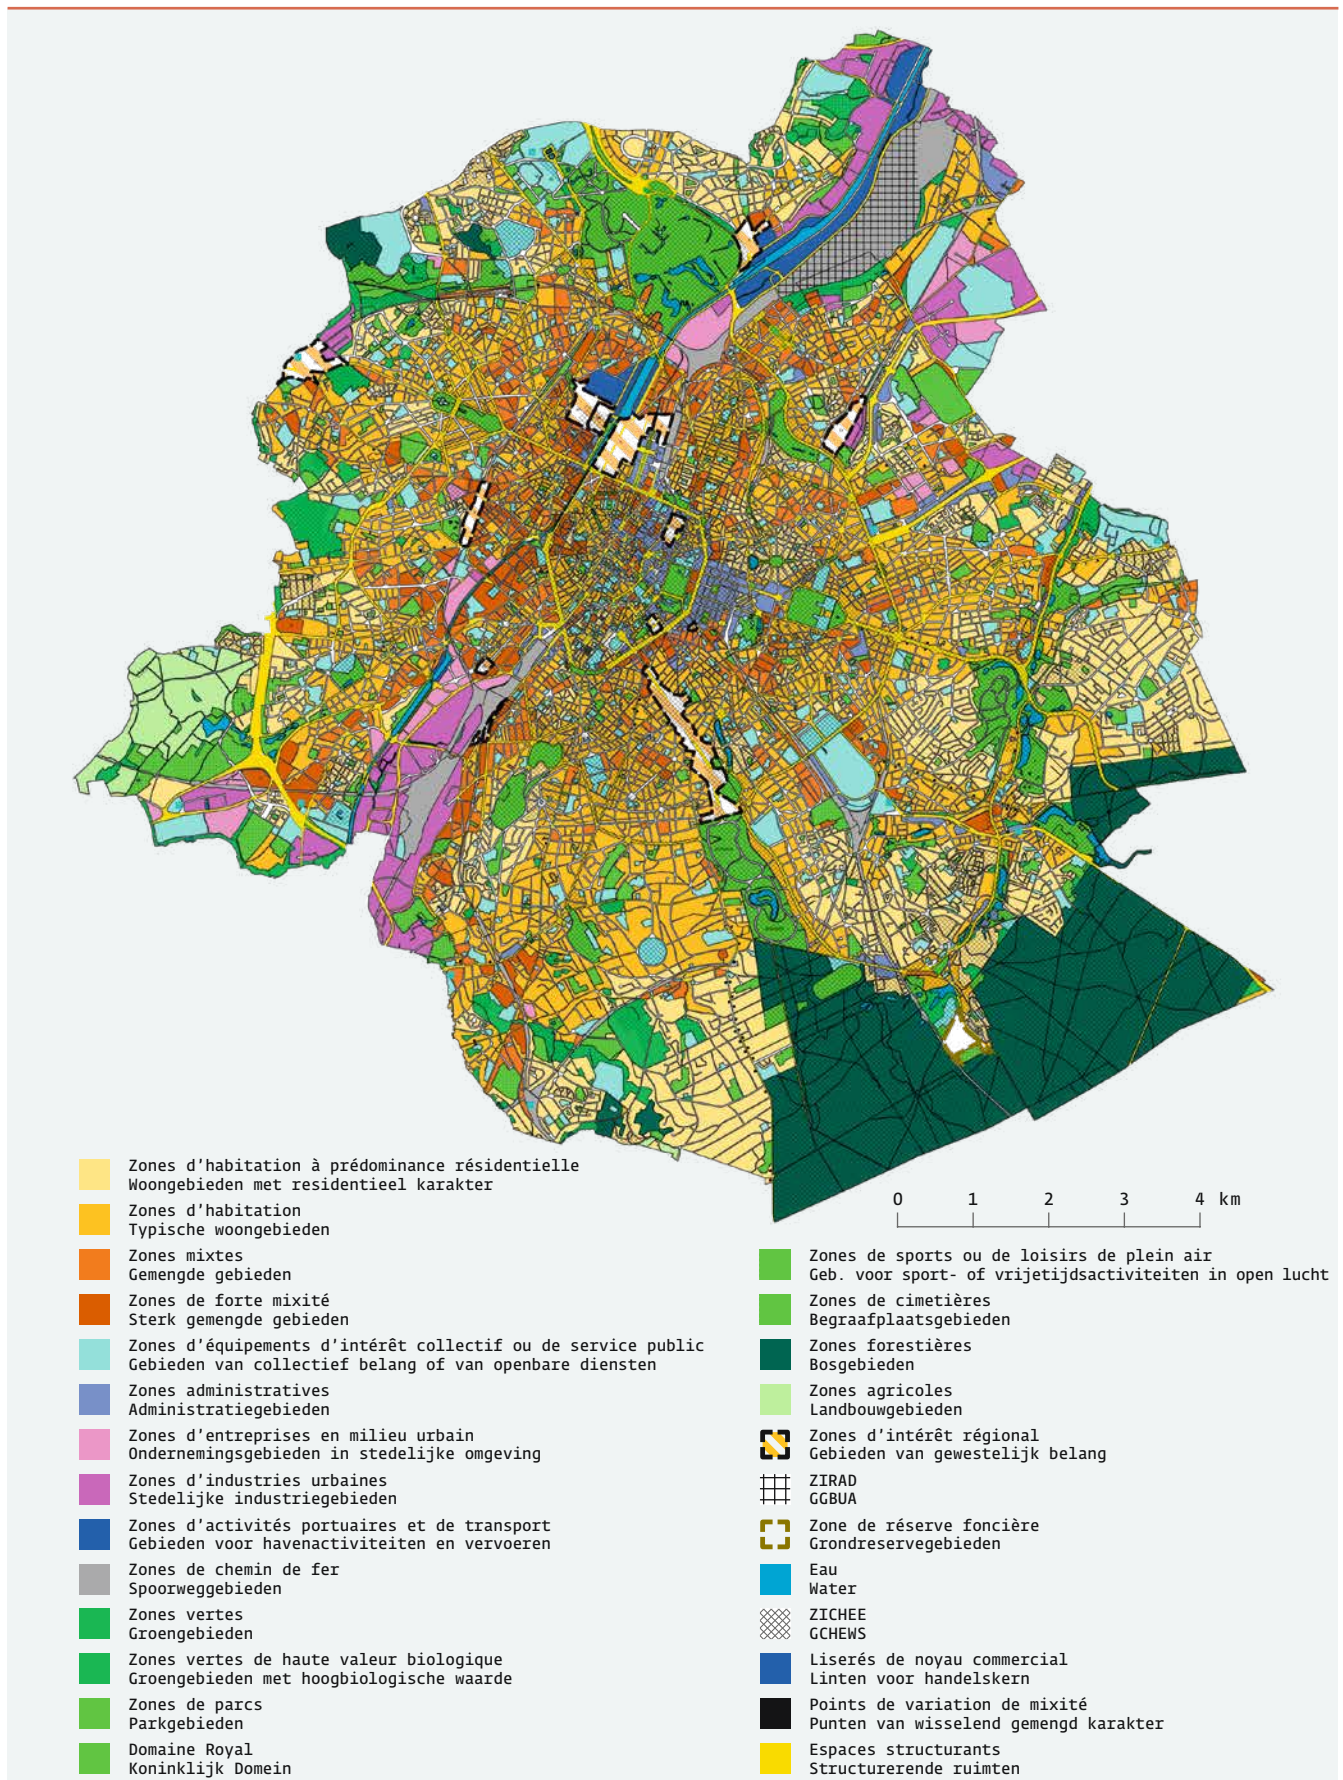 Zones d'habitation à prédominance résidentielle
Woongebieden met residentieel karakter
Zones d'habitation
Typische woongebieden
Zones mixtes
Gemengde gebieden
Zones de forte mixité
Sterk gemengde gebieden
Zones d'équipements d'intérêt collectif ou de service public
Gebieden van collectief belang of van openbare diensten
Zones administratives
Administratiegebieden
Zones d'entreprises en milieu urbain
Ondernemingsgebieden in stedelijke omgeving
Zones d'industries urbaines
Stedelijke industriegebieden
Zones d'activités portuaires et de transport
Gebieden voor havenactiviteiten en vervoeren
Zones de chemin de fer
Spoorweggebieden
Zones vertes
Groengebieden
Zones vertes de haute valeur biologique
Groengebieden met hoogbiologische waarde
Zones de parcs
Parkgebieden
Domaine Royal
Koninklijk Domein
0 1 2 3 4 km
Zones de sports ou de loisirs de plein air
Geb. voor sport- of vrijetijdsactiviteiten in open lucht
Zones de cimetières
Begraafplaatsgebieden
Zones forestières
Bosgebieden
Zones agricoles
Landbouwgebieden
Zones d'intérêt régional
Gebieden van gewestelijk belang
ZIRAD
GGBUA
Zone de réserve foncière
Grondreservegebieden
Eau
Water
ZICHEE
GCHEWS
Liserés de noyau commercial
Linten voor handelskern
Points de variation de mixité
Punten van wisselend gemengd karakter
Espaces structurants
Structurerende ruimten